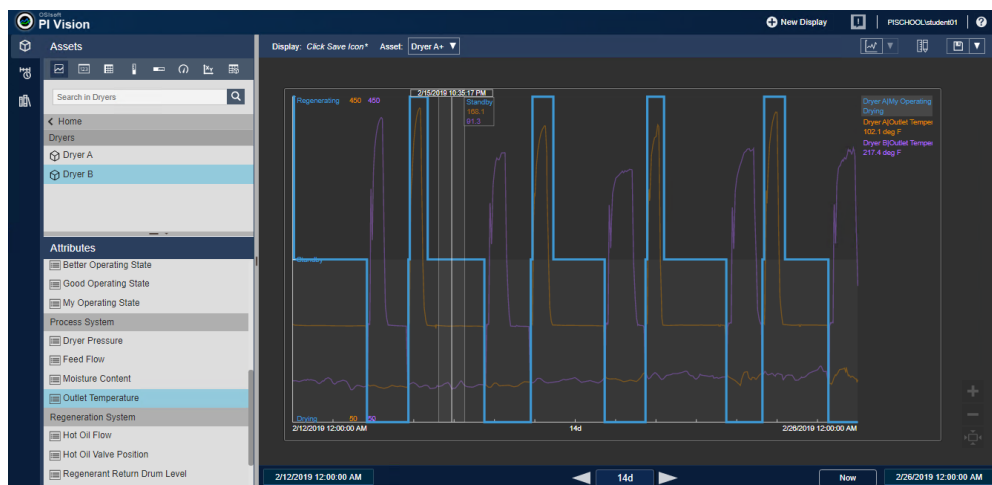 OSIsoft
PI Vision
New Display
PISCHOOL\student01
Assets
Display: Click Save Icon*
Asset: Dryer A+
Search in Dryers
Home
Dryers
Dryer A
Dryer B
Attributes
Better Operating State
Good Operating State
My Operating State
Process System
Dryer Pressure
Feed Flow
Moisture Content
Outlet Temperature
Regeneration System
Hot Oil Flow
Hot Oil Valve Position
Regenerant Return Drum Level
2/15/2019 10:35:17 PM
Regenerating 450 450
Standby
168.1
91.3
Dryer A|My Operating
Drying
Dryer A|Outlet Temper
102.1 deg F
Dryer B|Outlet Temper
217.4 deg F
Standby
Drying 50 50
2/12/2019 12:00:00 AM 14d 2/26/2019 12:00:00 AM
2/12/2019 12:00:00 AM 14d Now 2/26/2019 12:00:00 AM